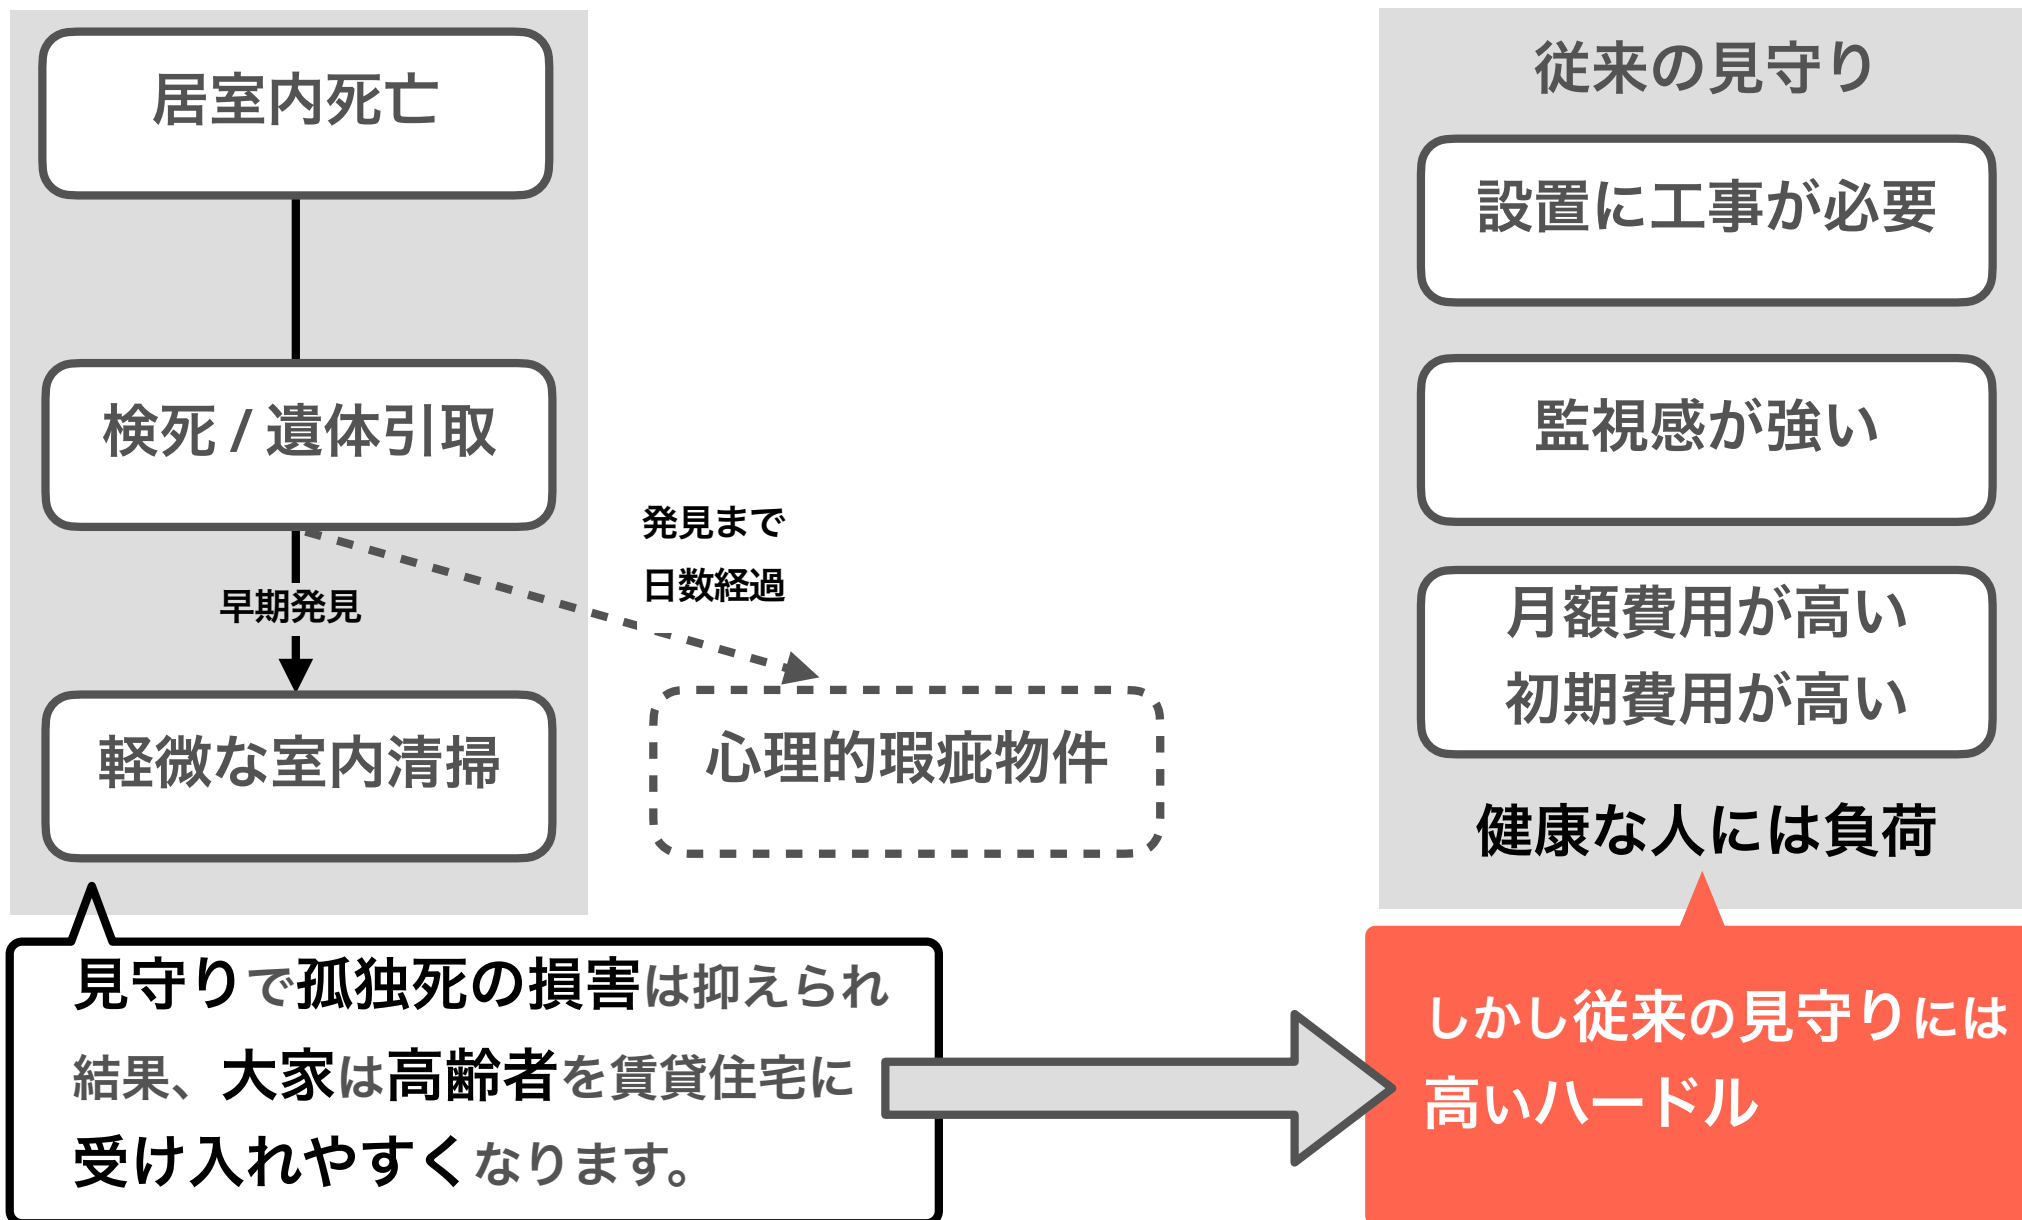 居室内死亡
検死 / 遺体引取
早期発見
発見まで
日数経過
軽微な室内清掃
心理的瑕疵物件
見守りで孤独死の損害は抑えられ
結果、大家は高齢者を賃貸住宅に
受け入れやすくなります。
従来の見守り
設置に工事が必要
監視感が強い
月額費用が高い
初期費用が高い
健康な人には負荷
しかし従来の見守りには
高いハードル